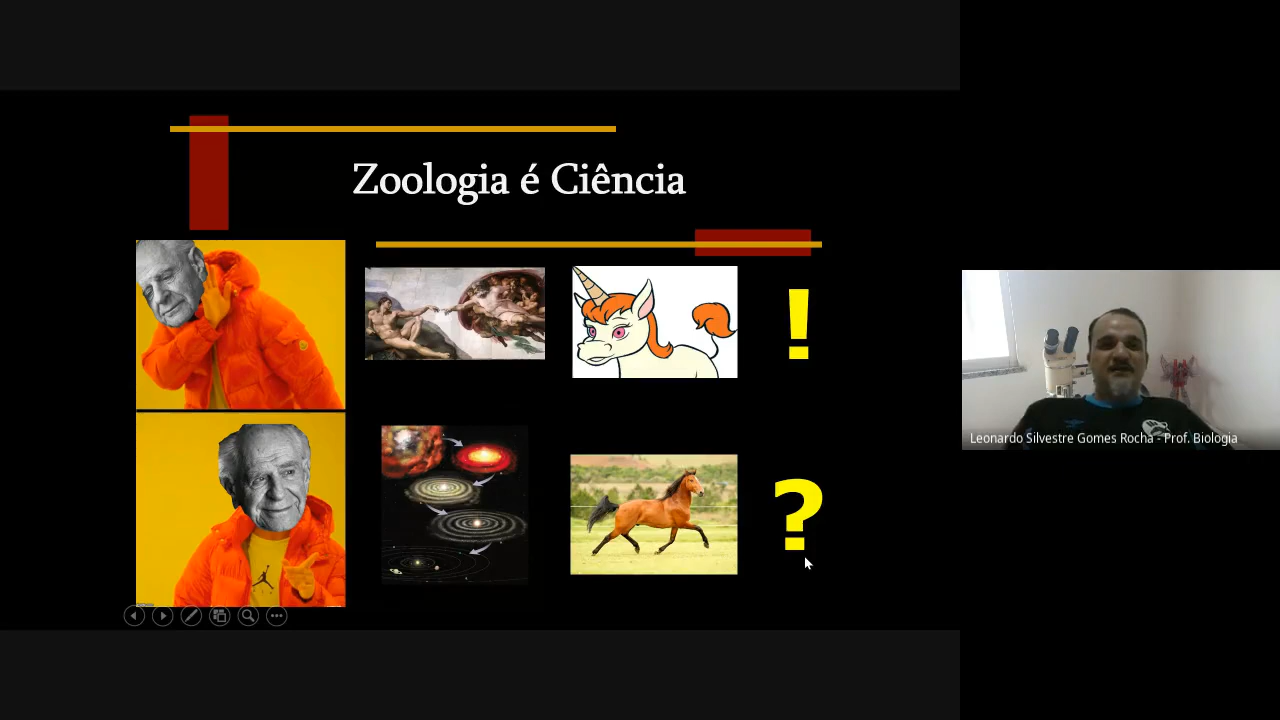 Zoologia é Ciência
!
?
Leonardo Silvestre Gomes Rocha - Prof. Biologia